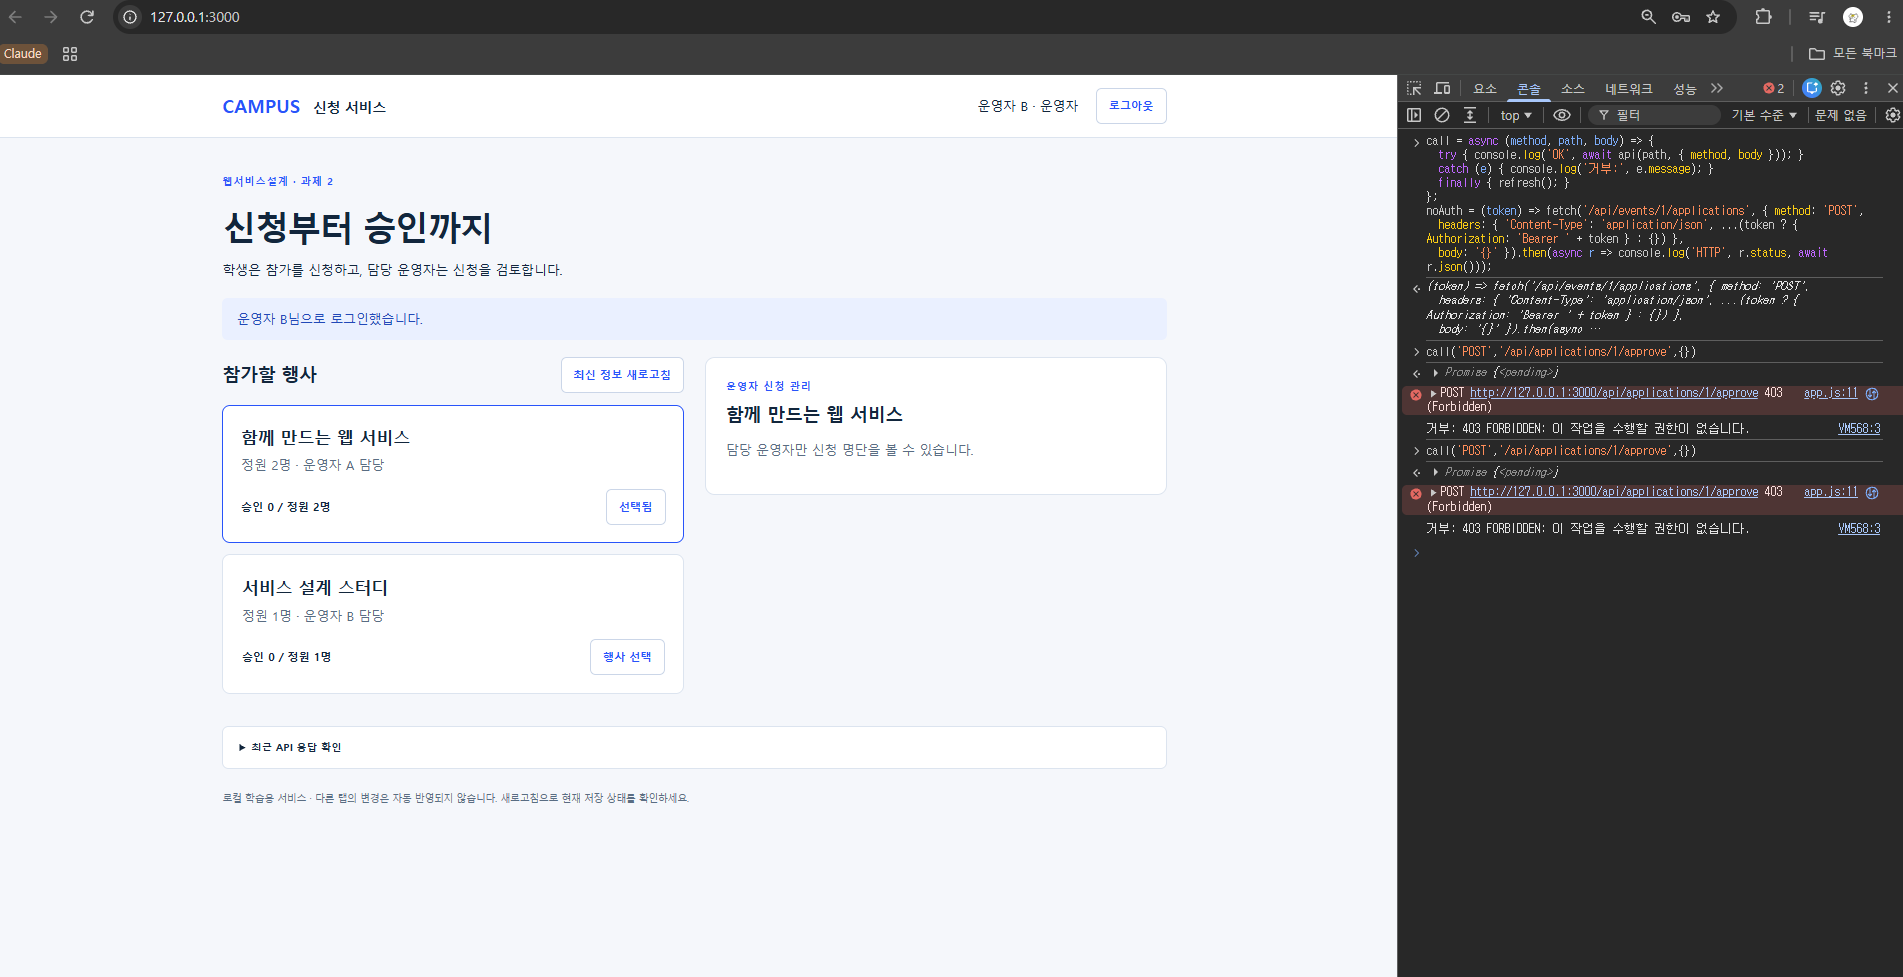 127.0.0.1:3000
Claude
모든 북마크
CAMPUS 신청 서비스
운영자 B · 운영자
로그아웃
웹서비스설계 · 과제 2
신청부터 승인까지
학생은 참가를 신청하고, 담당 운영자는 신청을 검토합니다.
운영자 B님으로 로그인했습니다.
참가할 행사
최신 정보 새로고침
함께 만드는 웹 서비스
정원 2명 · 운영자 A 담당
승인 0 / 정원 2명
선택됨
서비스 설계 스터디
정원 1명 · 운영자 B 담당
승인 0 / 정원 1명
행사 선택
운영자 신청 관리
함께 만드는 웹 서비스
담당 운영자만 신청 명단을 볼 수 있습니다.
▶ 최근 API 응답 확인
로컬 학습용 서비스 · 다른 탭의 변경은 자동 반영되지 않습니다. 새로고침으로 현재 저장 상태를 확인하세요.
요소 콘솔 소스 네트워크 성능 2
top 필터 기본 수준 문제 없음
call = async (method, path, body) => {
try { console.log('OK', await api(path, { method, body })); }
catch (e) { console.log('거부:', e.message); }
finally { refresh(); }
};
noAuth = (token) => fetch('/api/events/1/applications', { method: 'POST',
headers: { 'Content-Type': 'application/json', ...(token ? {
Authorization: 'Bearer ' + token } : {}) },
body: '{}' }).then(async r => console.log('HTTP', r.status, await
r.json()));
(token) => fetch('/api/events/1/applications', { method: 'POST',
headers: { 'Content-Type': 'application/json', ...(token ? {
Authorization: 'Bearer ' + token } : {}) },
body: '{}' }).then(async …
call('POST','/api/applications/1/approve',{})
Promise {<pending>}
POST http://127.0.0.1:3000/api/applications/1/approve 403 app.js:11
(Forbidden)
거부: 403 FORBIDDEN: 이 작업을 수행할 권한이 없습니다. VM568:3
call('POST','/api/applications/1/approve',{})
Promise {<pending>}
POST http://127.0.0.1:3000/api/applications/1/approve 403 app.js:11
(Forbidden)
거부: 403 FORBIDDEN: 이 작업을 수행할 권한이 없습니다. VM568:3